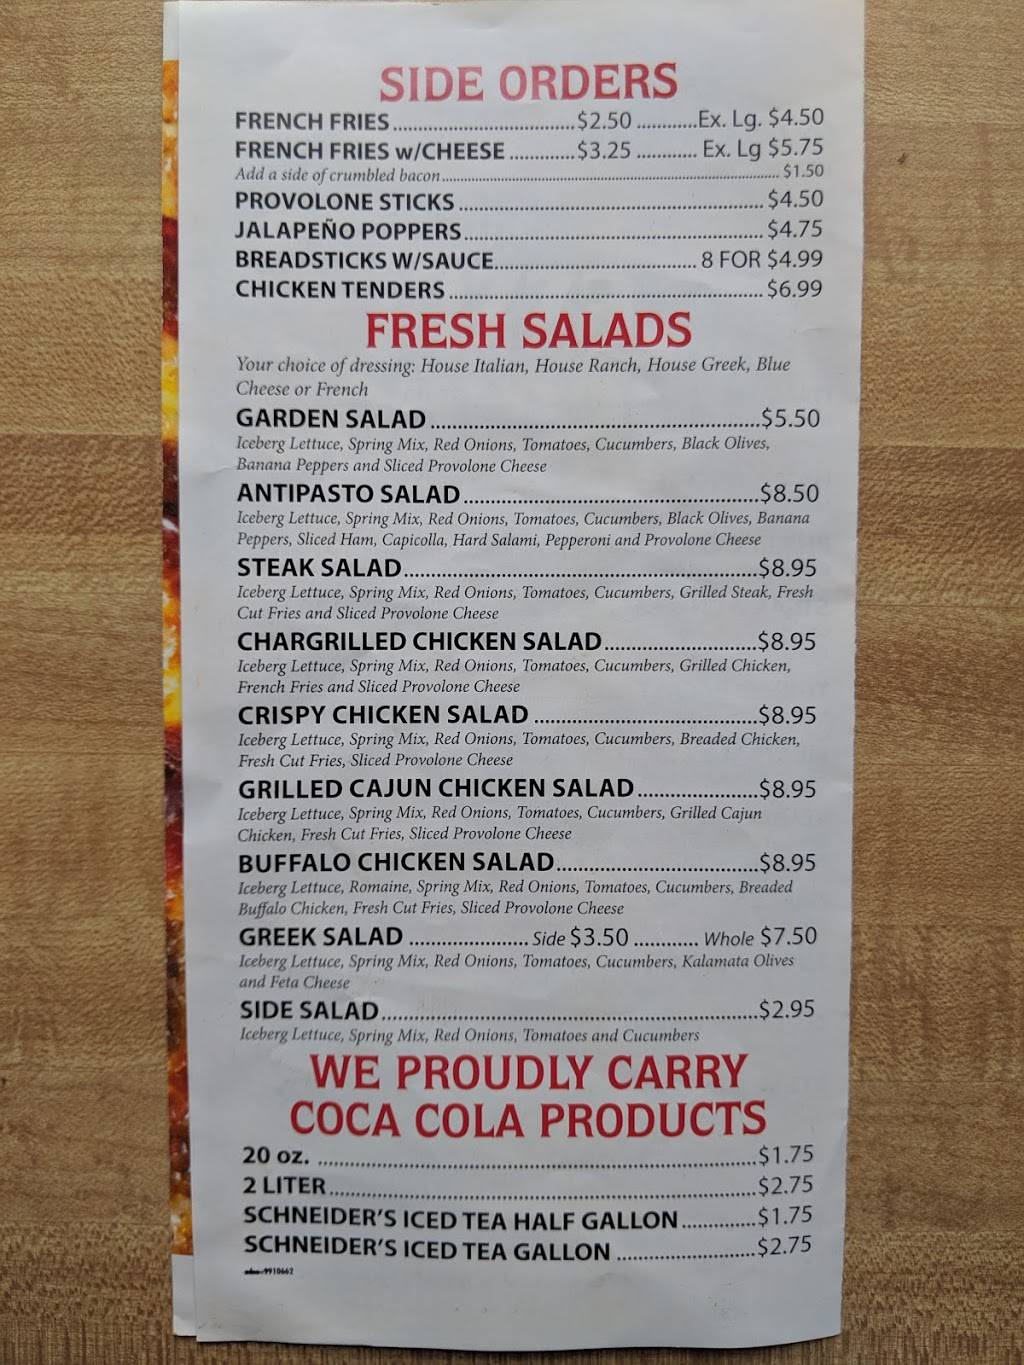 SIDE ORDERS
FRENCH FRIES ............ $2.50 ............ Ex. Lg. $4.50
FRENCH FRIES w/CHEESE ............ $3.25 ............ Ex. Lg $5.75
Add a side of crumbled bacon ............ $1.50
PROVOLONE STICKS ............ $4.50
JALAPEÑO POPPERS ............ $4.75
BREADSTICKS W/SAUCE ............ 8 FOR $4.99
CHICKEN TENDERS ............ $6.99
FRESH SALADS
Your choice of dressing: House Italian, House Ranch, House Greek, Blue
Cheese or French
GARDEN SALAD ............ $5.50
Iceberg Lettuce, Spring Mix, Red Onions, Tomatoes, Cucumbers, Black Olives,
Banana Peppers and Sliced Provolone Cheese
ANTIPASTO SALAD ............ $8.50
Iceberg Lettuce, Spring Mix, Red Onions, Tomatoes, Cucumbers, Black Olives, Banana
Peppers, Sliced Ham, Capicolla, Hard Salami, Pepperoni and Provolone Cheese
STEAK SALAD ............ $8.95
Iceberg Lettuce, Spring Mix, Red Onions, Tomatoes, Cucumbers, Grilled Steak, Fresh
Cut Fries and Sliced Provolone Cheese
CHARGRILLED CHICKEN SALAD ............ $8.95
Iceberg Lettuce, Spring Mix, Red Onions, Tomatoes, Cucumbers, Grilled Chicken,
French Fries and Sliced Provolone Cheese
CRISPY CHICKEN SALAD ............ $8.95
Iceberg Lettuce, Spring Mix, Red Onions, Tomatoes, Cucumbers, Breaded Chicken,
Fresh Cut Fries, Sliced Provolone Cheese
GRILLED CAJUN CHICKEN SALAD ............ $8.95
Iceberg Lettuce, Spring Mix, Red Onions, Tomatoes, Cucumbers, Grilled Cajun
Chicken, Fresh Cut Fries, Sliced Provolone Cheese
BUFFALO CHICKEN SALAD ............ $8.95
Iceberg Lettuce, Romaine, Spring Mix, Red Onions, Tomatoes, Cucumbers, Breaded
Buffalo Chicken, Fresh Cut Fries, Sliced Provolone Cheese
GREEK SALAD ............ Side $3.50 ............ Whole $7.50
Iceberg Lettuce, Spring Mix, Red Onions, Tomatoes, Cucumbers, Kalamata Olives
and Feta Cheese
SIDE SALAD ............ $2.95
Iceberg Lettuce, Spring Mix, Red Onions, Tomatoes and Cucumbers
WE PROUDLY CARRY
COCA COLA PRODUCTS
20 oz. ............ $1.75
2 LITER ............ $2.75
SCHNEIDER'S ICED TEA HALF GALLON ............ $1.75
SCHNEIDER'S ICED TEA GALLON ............ $2.75
9910662